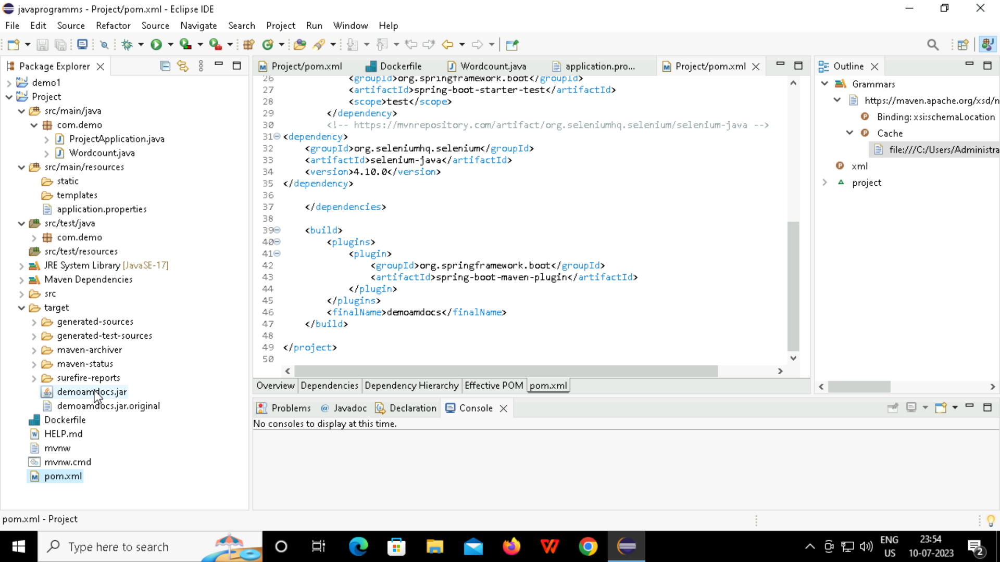 javaprogramms - Project/pom.xml - Eclipse IDE
File Edit Source Refactor Source Navigate Search Project Run Window Help
Package Explorer
demo1
Project
src/main/java
com.demo
ProjectApplication.java
Wordcount.java
src/main/resources
static
templates
application.properties
src/test/java
com.demo
src/test/resources
JRE System Library [JavaSE-17]
Maven Dependencies
src
target
generated-sources
generated-test-sources
maven-archiver
maven-status
surefire-reports
demoamdocs.jar
demoamdocs.jar.original
Dockerfile
HELP.md
mvnw
mvnw.cmd
pom.xml
Project/pom.xml Dockerfile Wordcount.java application.pro... Project/pom.xml
26 <groupId>org.springframework.boot</groupId>
27 <artifactId>spring-boot-starter-test</artifactId>
28 <scope>test</scope>
29 </dependency>
30 <!-- https://mvnrepository.com/artifact/org.seleniumhq.selenium/selenium-java -->
31 <dependency>
32 <groupId>org.seleniumhq.selenium</groupId>
33 <artifactId>selenium-java</artifactId>
34 <version>4.10.0</version>
35 </dependency>
36
37 </dependencies>
38
39 <build>
40 <plugins>
41 <plugin>
42 <groupId>org.springframework.boot</groupId>
43 <artifactId>spring-boot-maven-plugin</artifactId>
44 </plugin>
45 </plugins>
46 <finalName>demoamdocs</finalName>
47 </build>
48
49 </project>
50
Overview Dependencies Dependency Hierarchy Effective POM pom.xml
Problems Javadoc Declaration Console
No consoles to display at this time.
Outline
Grammars
https://maven.apache.org/xsd/n
Binding: xsi:schemaLocation
Cache
file:///C:/Users/Administra
xml
project
pom.xml - Project
Type here to search
ENG
US
23:54
10-07-2023
2